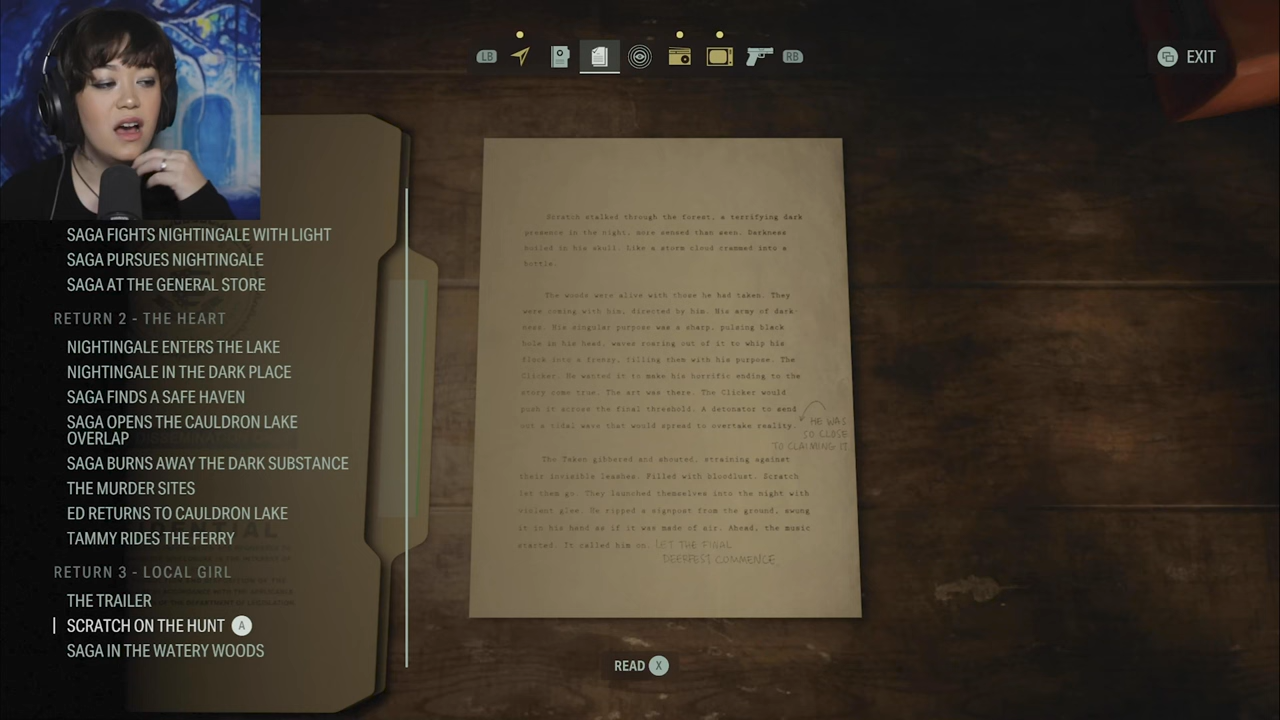 LB
RB
EXIT
SAGA FIGHTS NIGHTINGALE WITH LIGHT
SAGA PURSUES NIGHTINGALE
SAGA AT THE GENERAL STORE
RETURN 2 - THE HEART
NIGHTINGALE ENTERS THE LAKE
NIGHTINGALE IN THE DARK PLACE
SAGA FINDS A SAFE HAVEN
SAGA OPENS THE CAULDRON LAKE
OVERLAP
SAGA BURNS AWAY THE DARK SUBSTANCE
THE MURDER SITES
ED RETURNS TO CAULDRON LAKE
TAMMY RIDES THE FERRY
RETURN 3 - LOCAL GIRL
THE TRAILER
SCRATCH ON THE HUNT A
SAGA IN THE WATERY WOODS
Scratch stalked through the forest, a terrifying dark
presence in the night, more sensed than seen. Darkness
boiled in his skull. Like a storm cloud crammed into a
bottle.
The woods were alive with those he had taken. They
were coming with him, directed by him. His army of dark-
ness. His singular purpose was a sharp, pulsing black
hole in his head, waves roaring out of it to whip his
flock into a frenzy, filling them with his purpose. The
Clicker. He wanted it to make his horrific ending to the
story come true. The art was there. The Clicker would
push it across the final threshold. A detonator to send
out a tidal wave that would spread to overtake reality.
HE WAS
SO CLOSE
TO CLAIMING IT
The Taken gibbered and shouted, straining against
their invisible leashes. Filled with bloodlust. Scratch
let them go. They launched themselves into the night with
violent glee. He ripped a signpost from the ground, swung
it in his hand as if it was made of air. Ahead, the music
started. It called him on. LET THE FINAL
DEERFEST COMMENCE
READ X